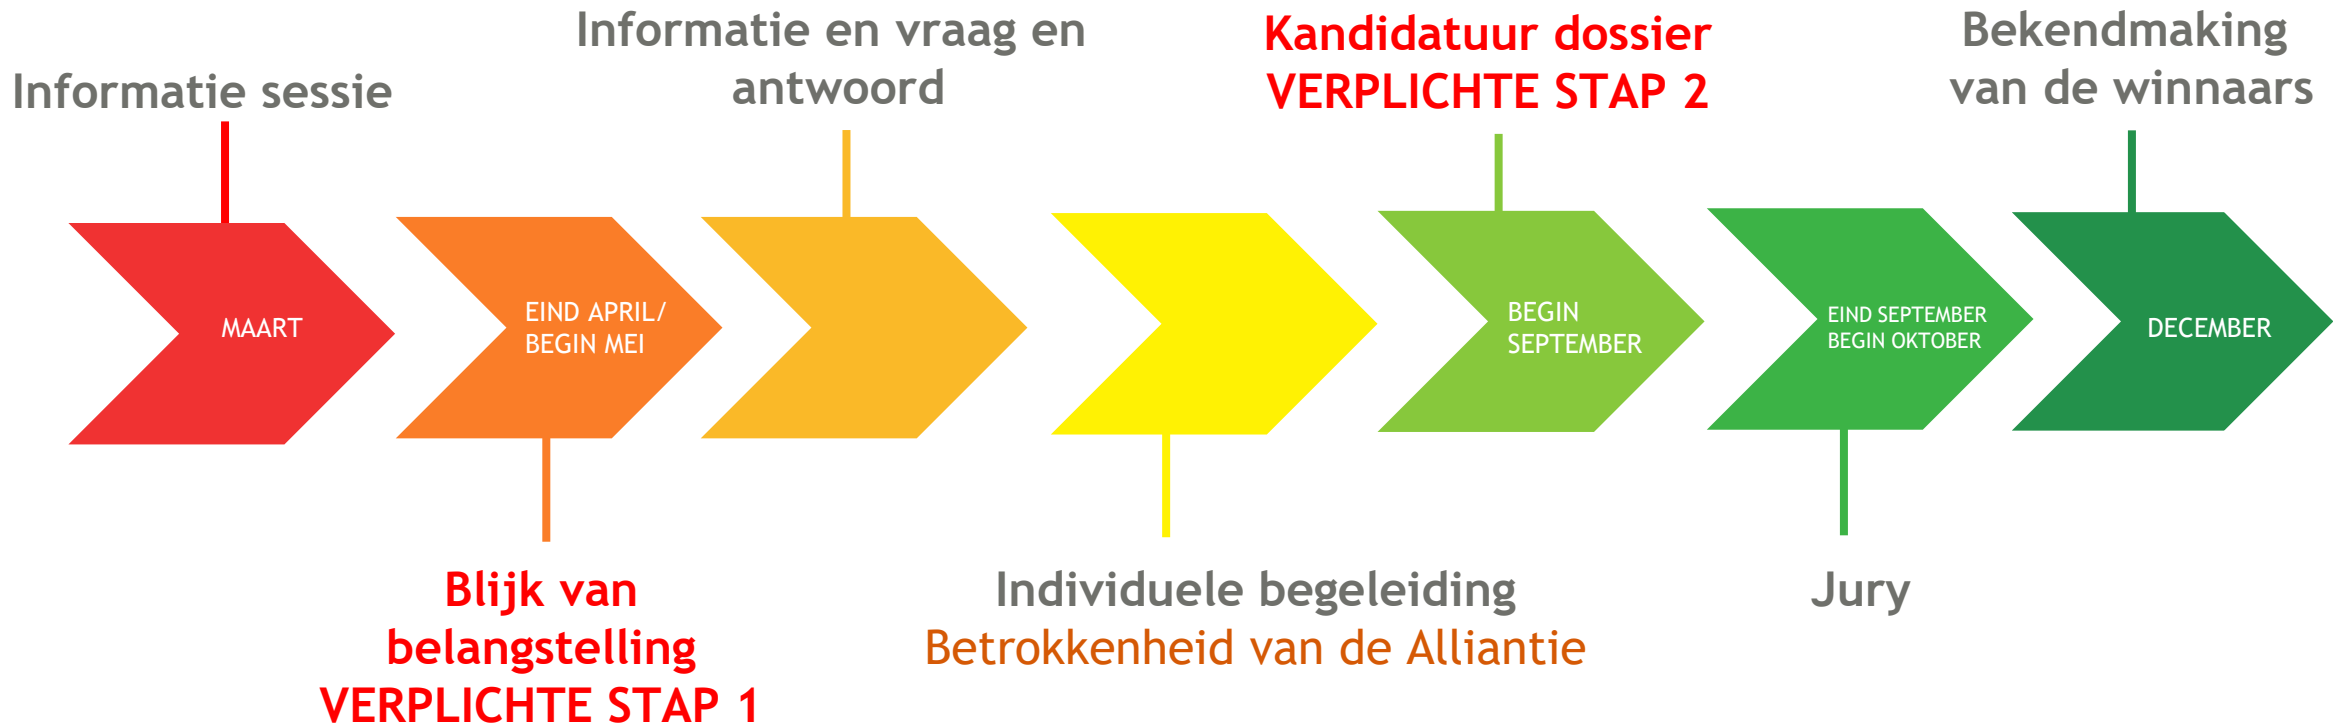 Informatie sessie
Informatie en vraag en
antwoord
Kandidatuur dossier
VERPLICHTE STAP 2
Bekendmaking
van de winnaars
MAART
EIND APRIL/
BEGIN MEI
BEGIN
SEPTEMBER
EIND SEPTEMBER
BEGIN OKTOBER
DECEMBER
Blijk van
belangstelling
VERPLICHTE STAP 1
Individuele begeleiding
Betrokkenheid van de Alliantie
Jury